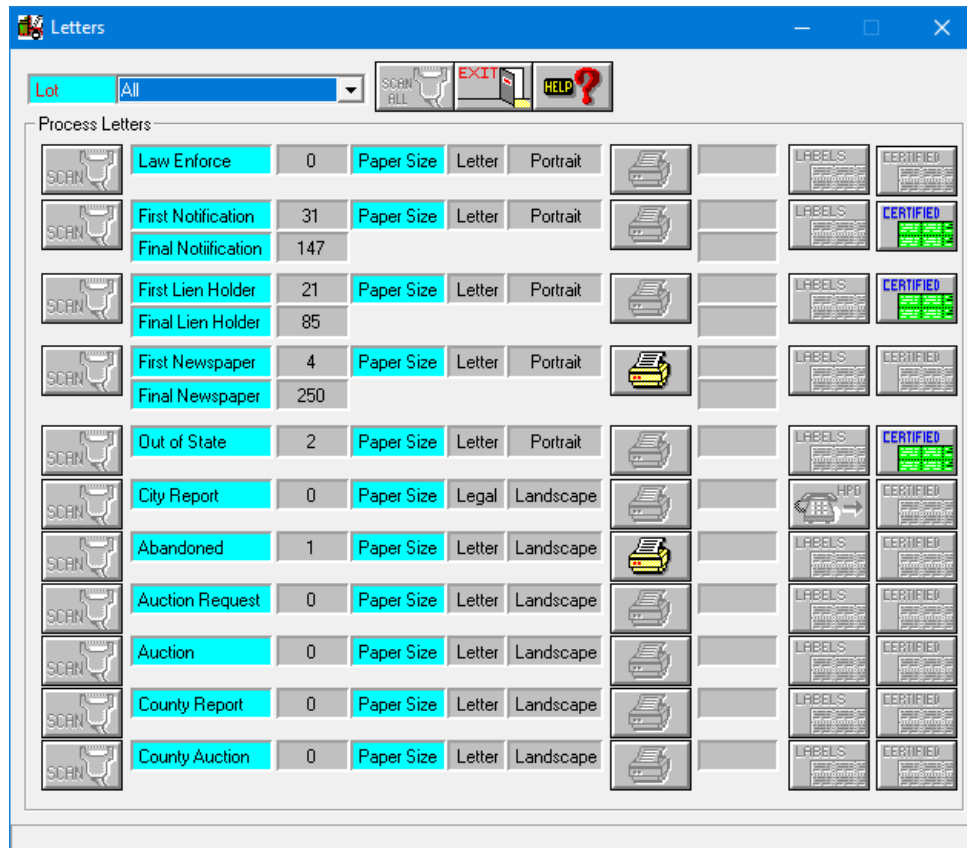 Letters
Lot All SCAN ALL EXIT HELP
Process Letters
SCAN Law Enforce 0 Paper Size Letter Portrait LABELS CERTIFIED
SCAN First Notification 31 Paper Size Letter Portrait LABELS CERTIFIED
Final Notiification 147
SCAN First Lien Holder 21 Paper Size Letter Portrait LABELS CERTIFIED
Final Lien Holder 85
SCAN First Newspaper 4 Paper Size Letter Portrait LABELS CERTIFIED
Final Newspaper 250
SCAN Out of State 2 Paper Size Letter Portrait LABELS CERTIFIED
SCAN City Report 0 Paper Size Legal Landscape HPD CERTIFIED
SCAN Abandoned 1 Paper Size Letter Landscape LABELS CERTIFIED
SCAN Auction Request 0 Paper Size Letter Landscape LABELS CERTIFIED
SCAN Auction 0 Paper Size Letter Landscape LABELS CERTIFIED
SCAN County Report 0 Paper Size Letter Landscape LABELS CERTIFIED
SCAN County Auction 0 Paper Size Letter Landscape LABELS CERTIFIED